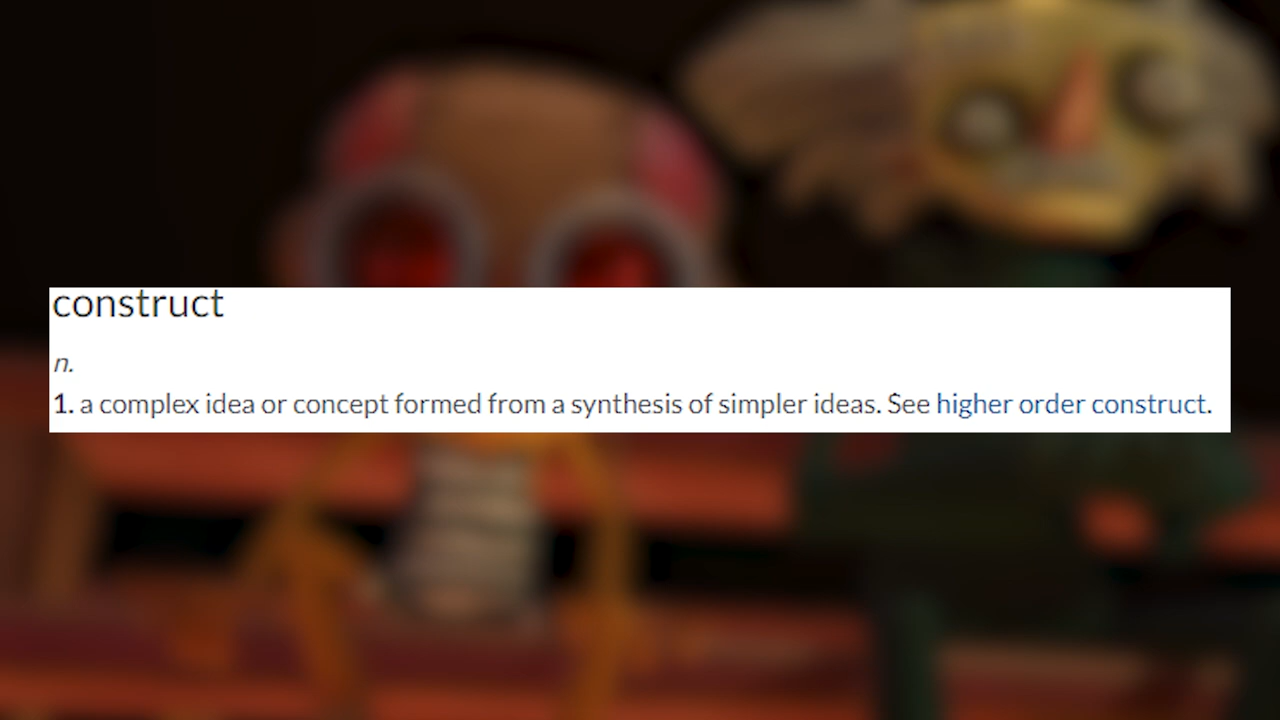 construct
n.
1. a complex idea or concept formed from a synthesis of simpler ideas. See higher order construct.